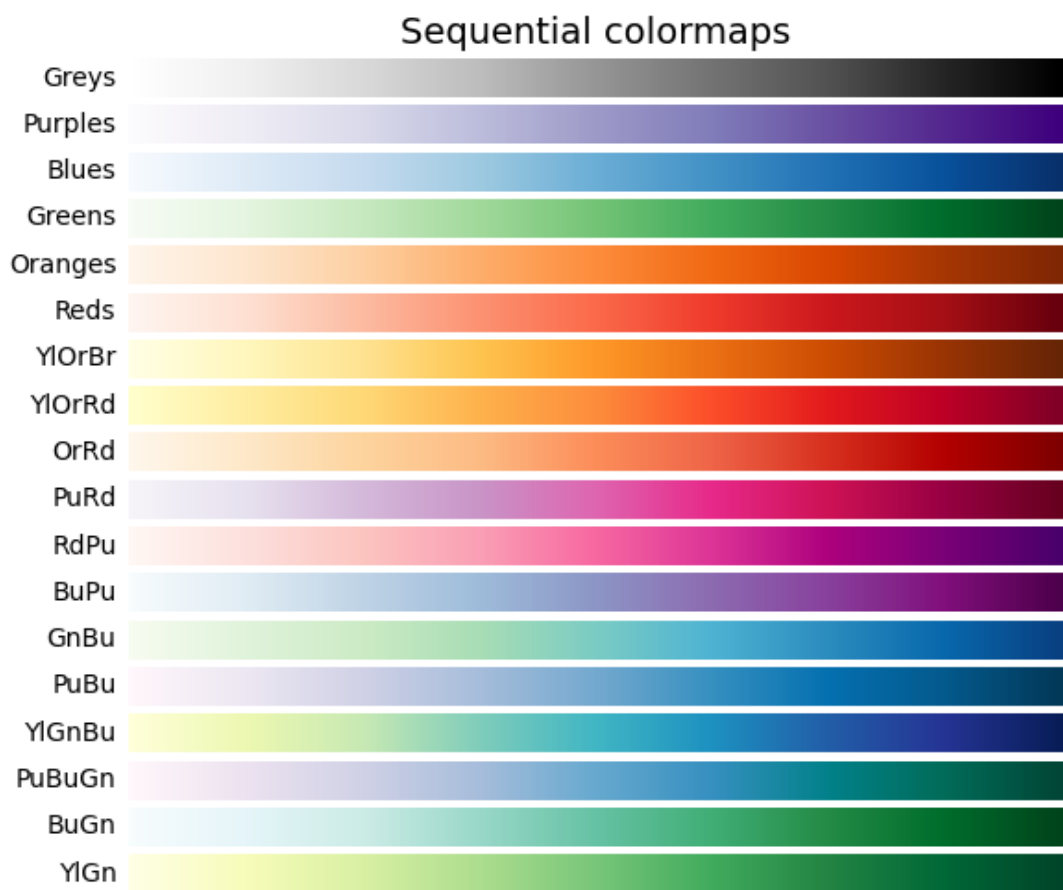 Sequential colormaps
Greys
Purples
Blues
Greens
Oranges
Reds
YlOrBr
YlOrRd
OrRd
PuRd
RdPu
BuPu
GnBu
PuBu
YlGnBu
PuBuGn
BuGn
YlGn